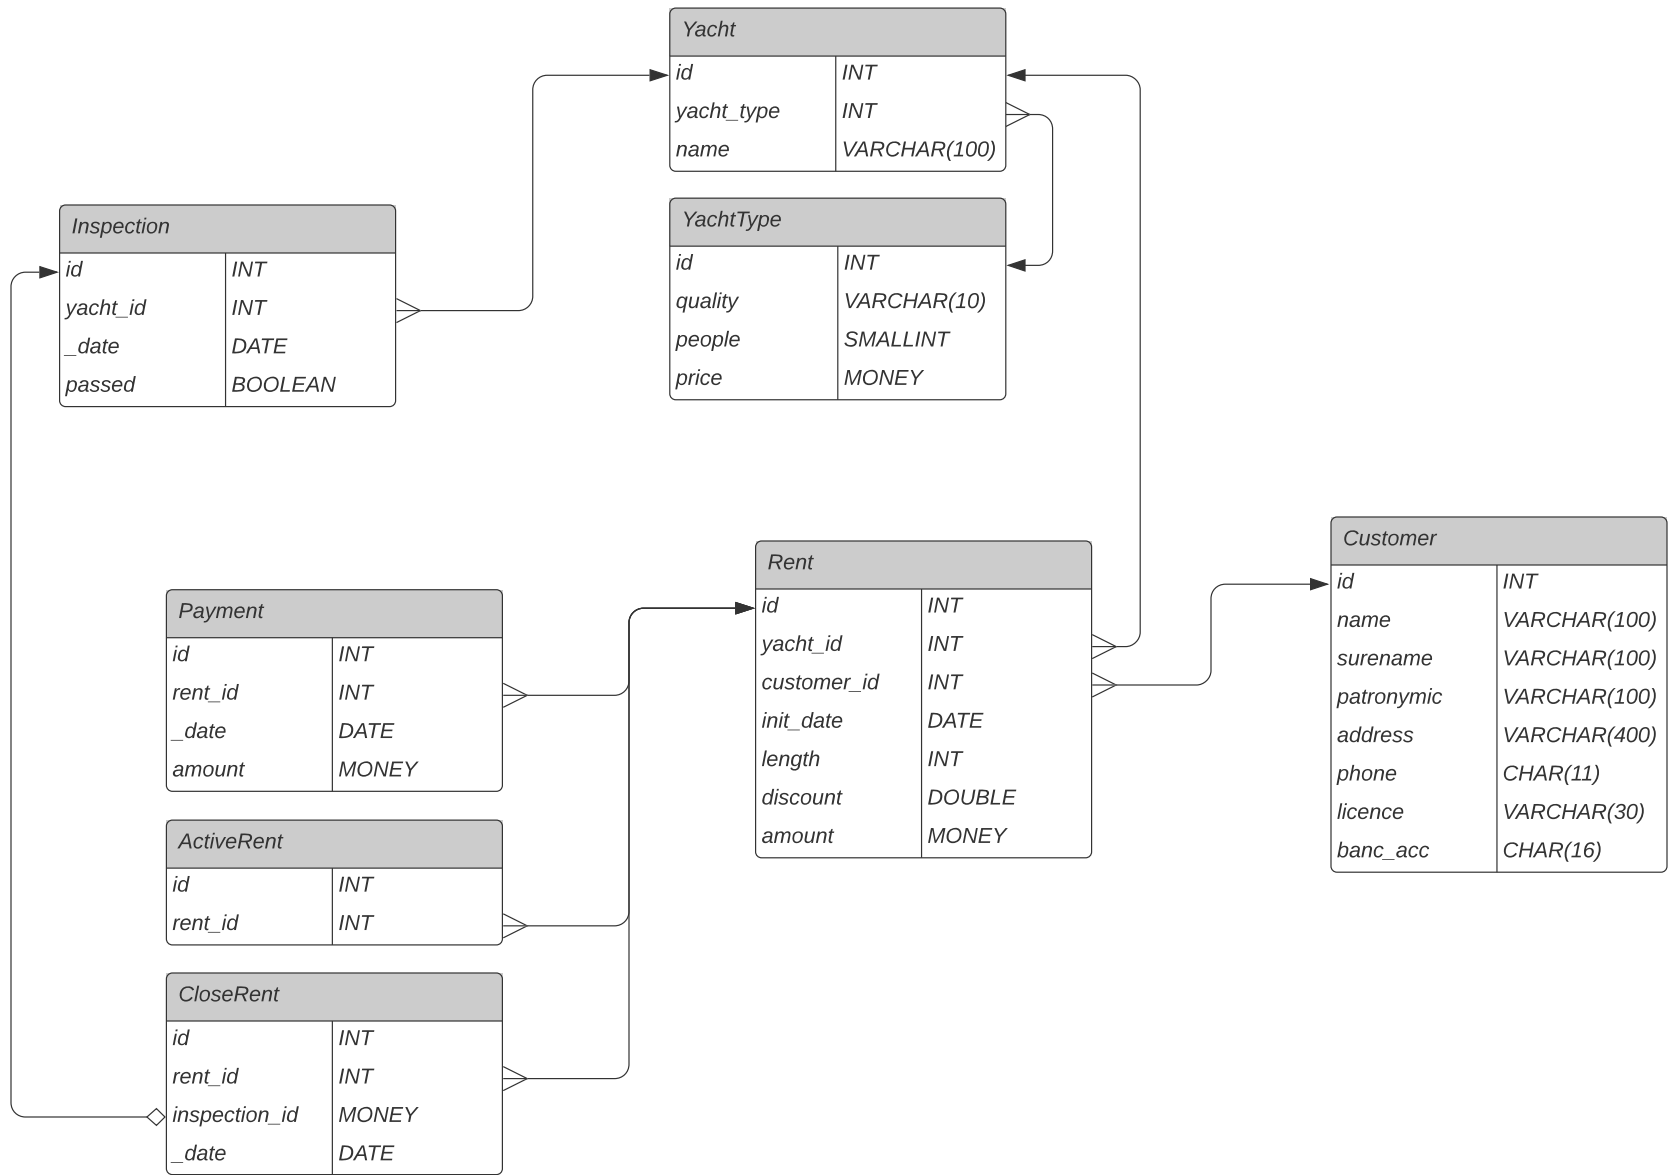 Yacht
id INT
yacht_type INT
name VARCHAR(100)
Inspection
id INT
yacht_id INT
_date DATE
passed BOOLEAN
YachtType
id INT
quality VARCHAR(10)
people SMALLINT
price MONEY
Payment
id INT
rent_id INT
_date DATE
amount MONEY
ActiveRent
id INT
rent_id INT
CloseRent
id INT
rent_id INT
inspection_id MONEY
_date DATE
Rent
id INT
yacht_id INT
customer_id INT
init_date DATE
length INT
discount DOUBLE
amount MONEY
Customer
id INT
name VARCHAR(100)
surename VARCHAR(100)
patronymic VARCHAR(100)
address VARCHAR(400)
phone CHAR(11)
licence VARCHAR(30)
banc_acc CHAR(16)